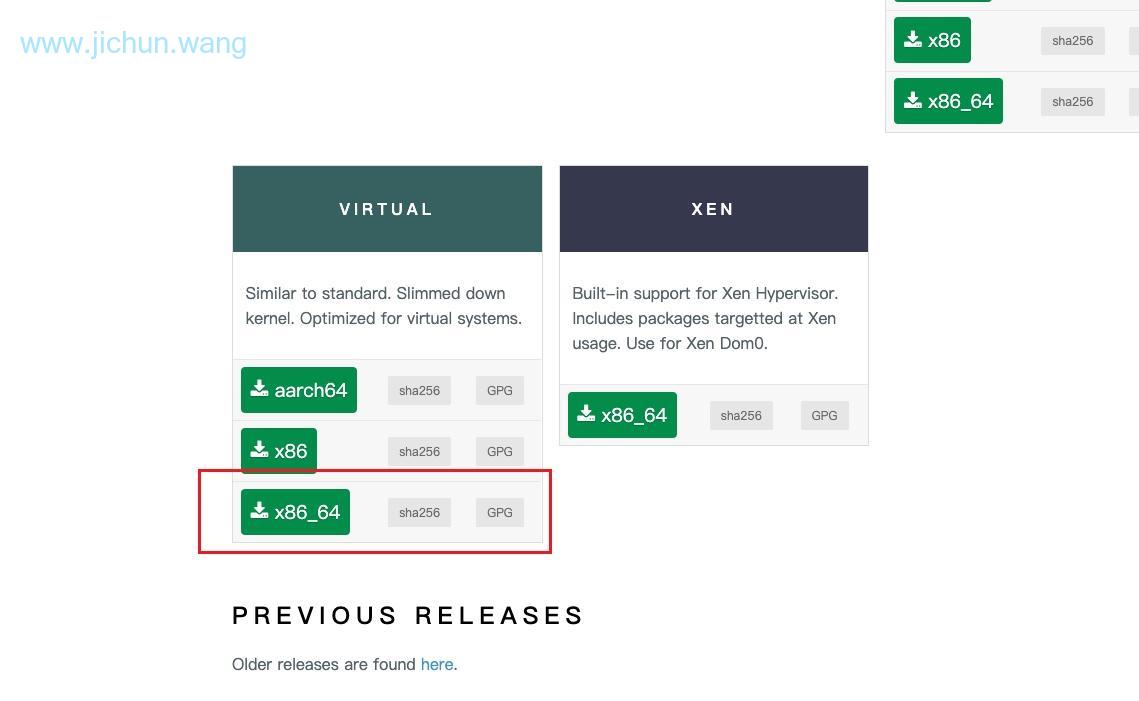 www.jichun.wang
x86 sha256
x86_64 sha256
VIRTUAL
Similar to standard. Slimmed down
kernel. Optimized for virtual systems.
aarch64 sha256 GPG
x86 sha256 GPG
x86_64 sha256 GPG
XEN
Built-in support for Xen Hypervisor.
Includes packages targetted at Xen
usage. Use for Xen Dom0.
x86_64 sha256 GPG
PREVIOUS RELEASES
Older releases are found here.